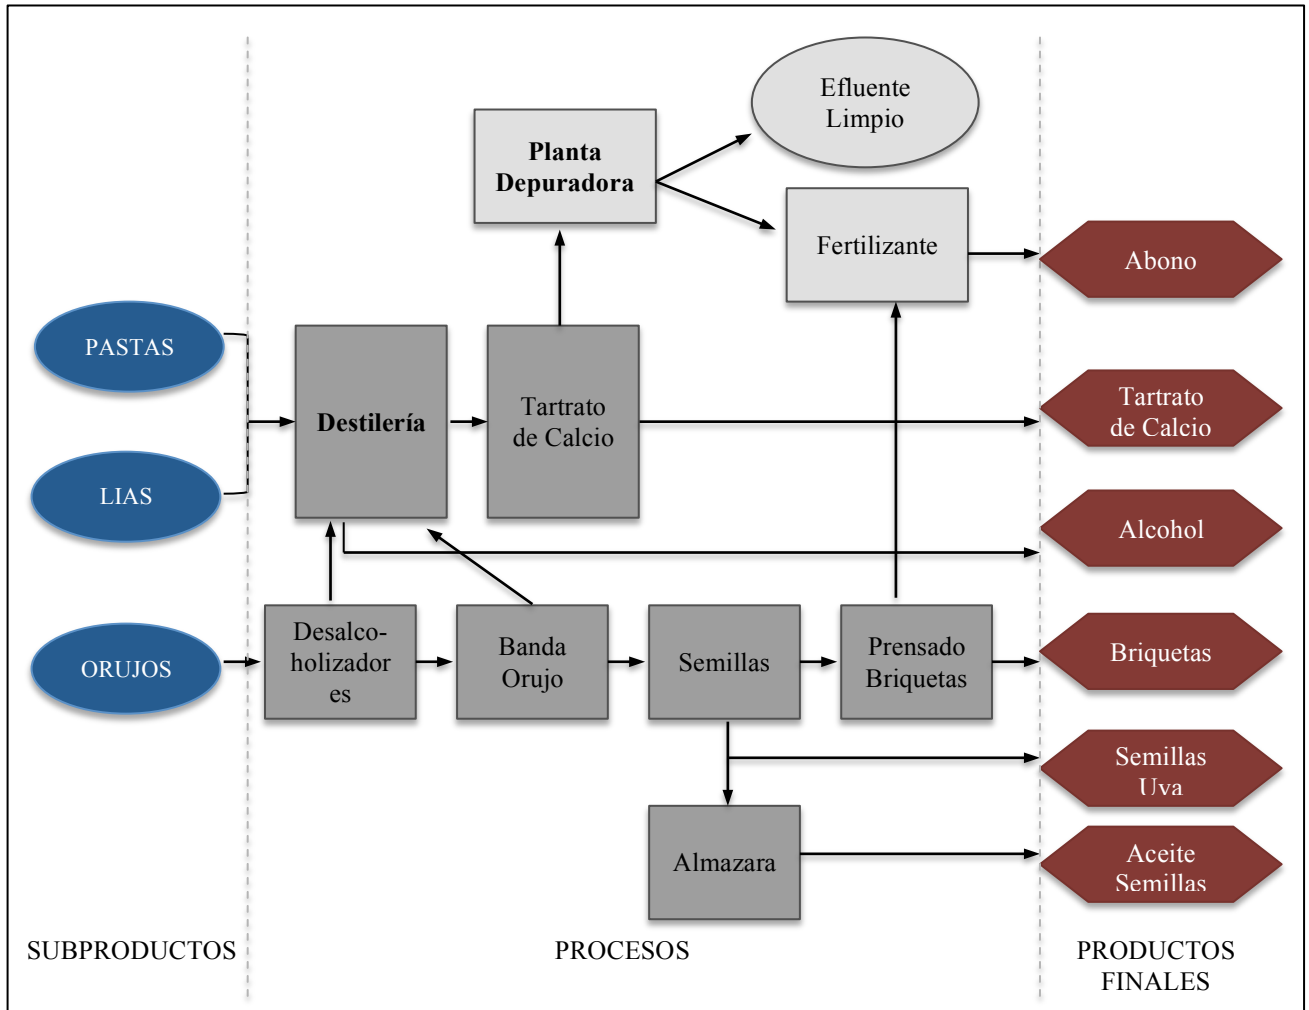 Efluente
Limpio
Planta
Depuradora
Fertilizante
Abono
PASTAS
Destilería
Tartrato
de Calcio
Tartrato
de Calcio
LIAS
Alcohol
ORUJOS
Desalco-
holizador
es
Banda
Orujo
Semillas
Prensado
Briquetas
Briquetas
Semillas
Uva
Almazara
Aceite
Semillas
SUBPRODUCTOS
PROCESOS
PRODUCTOS
FINALES